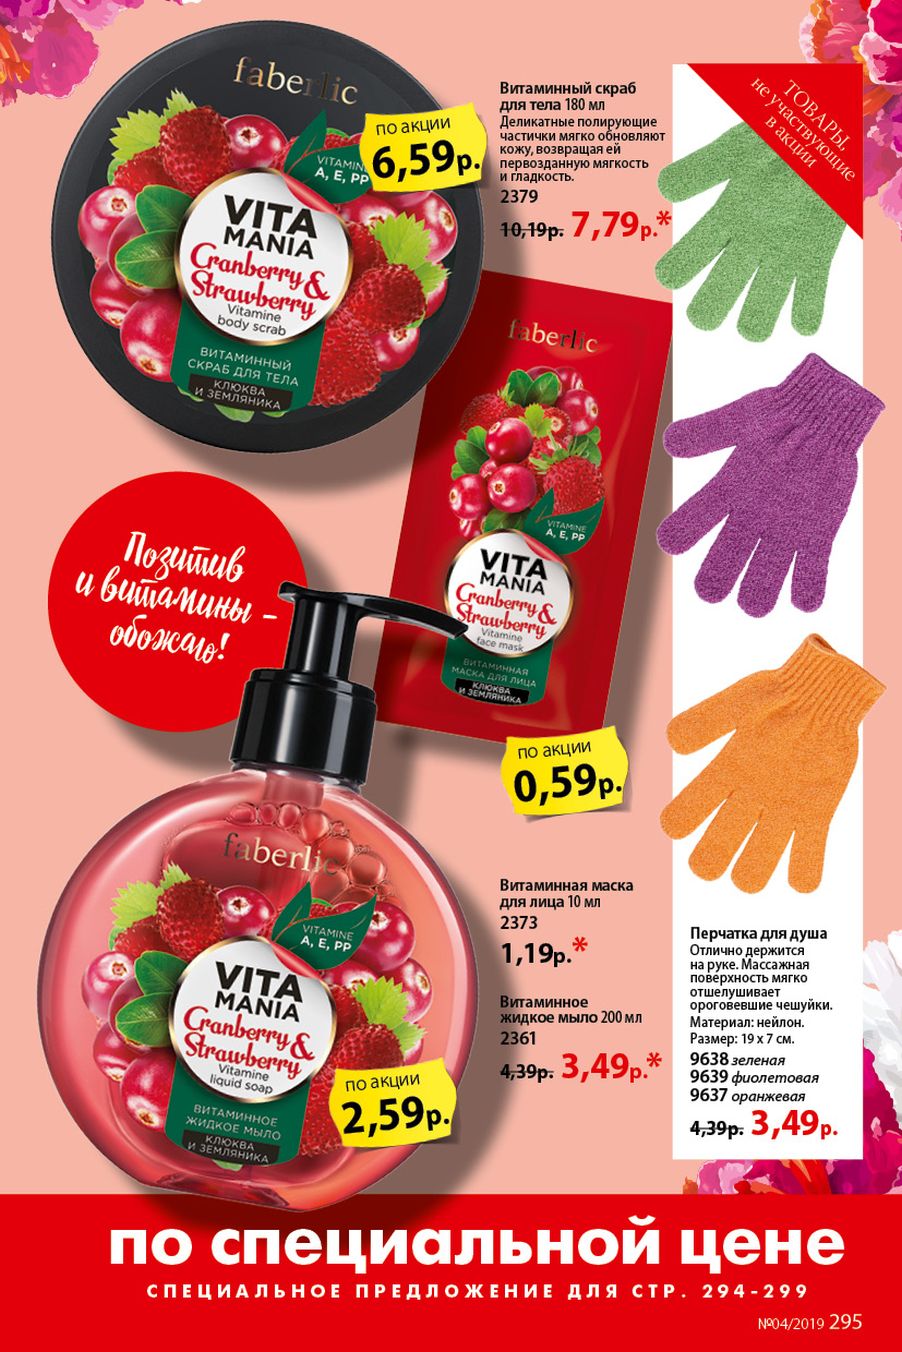 faberlic
VITAMINE
A, E, PP
VITA
MANIA
Cranberry &
Strawberry
Vitamine
body scrab
ВИТАМИННЫЙ
СКРАБ ДЛЯ ТЕЛА
КЛЮКВА
И ЗЕМЛЯНИКА
по акции
6,59р.
Витаминный скраб
для тела 180 мл
Деликатные полирующие
частички мягко обновляют
кожу, возвращая ей
первозданную мягкость
и гладкость.
2379
10,19р. 7,79р.*
ТОВАРЫ,
не участвующие
в акции
faberlic
VITAMINE
A, E, PP
VITA
MANIA
Cranberry &
Strawberry
Vitamine
face mask
ВИТАМИННАЯ
МАСКА ДЛЯ ЛИЦА
КЛЮКВА
И ЗЕМЛЯНИКА
по акции
0,59р.
Позитив
и витамины –
обожаю!
faberlic
VITAMINE
A, E, PP
VITA
MANIA
Cranberry &
Strawberry
Vitamine
liquid soap
ВИТАМИННОЕ
ЖИДКОЕ МЫЛО
КЛЮКВА
И ЗЕМЛЯНИКА
по акции
2,59р.
Витаминная маска
для лица 10 мл
2373
1,19р.*
Витаминное
жидкое мыло 200 мл
2361
4,39р. 3,49р.*
Перчатка для душа
Отлично держится
на руке. Массажная
поверхность мягко
отшелушивает
ороговевшие чешуйки.
Материал: нейлон.
Размер: 19 x 7 см.
9638 зеленая
9639 фиолетовая
9637 оранжевая
4,39р. 3,49р.
по специальной цене
СПЕЦИАЛЬНОЕ ПРЕДЛОЖЕНИЕ ДЛЯ СТР. 294-299
№04/2019 295